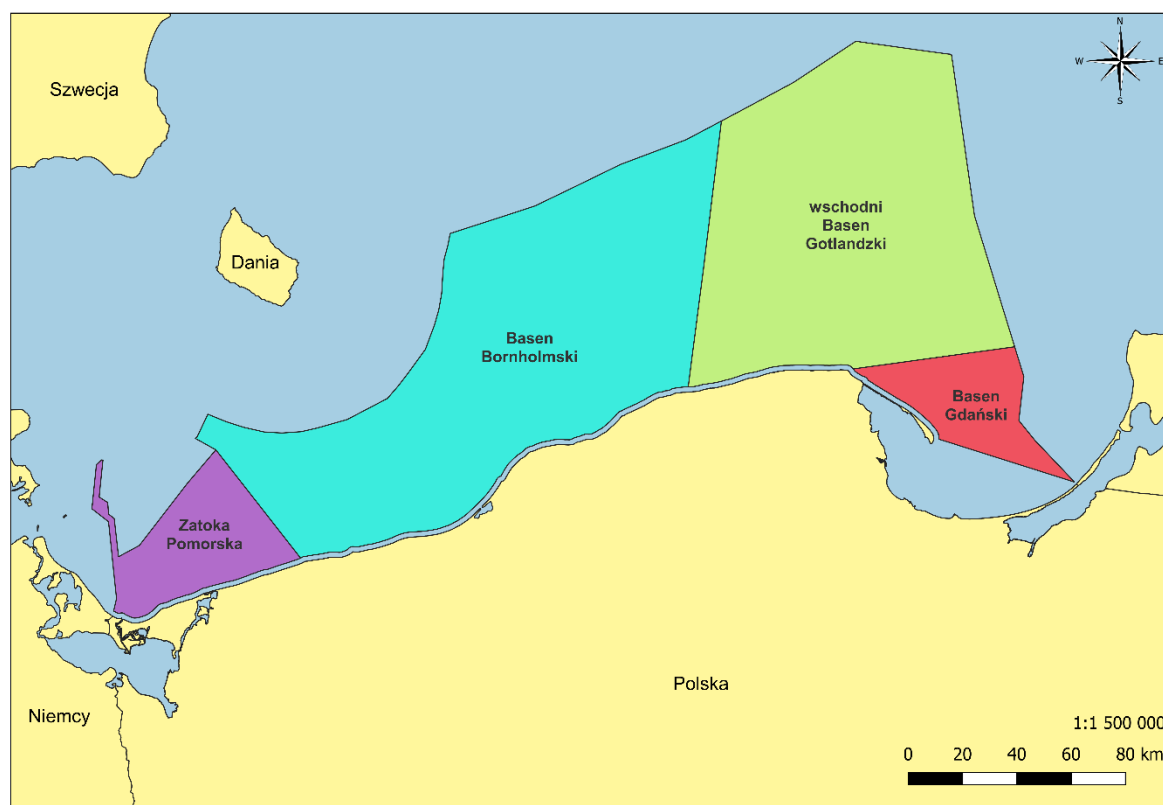 Szwecja
N
W
E
S
wschodni
Basen
Gotlandzki
Dania
Basen
Bornholmski
Basen
Gdański
Zatoka
Pomorska
Polska
Niemcy
1:1 500 000
0 20 40 60 80 km